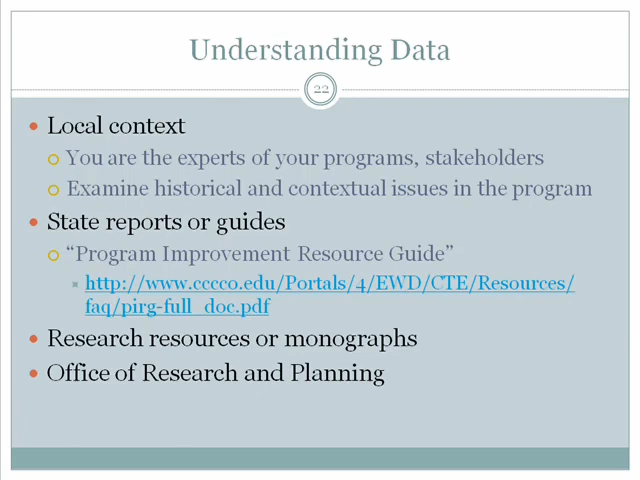 Understanding Data
22
Local context
You are the experts of your programs, stakeholders
Examine historical and contextual issues in the program
State reports or guides
“Program Improvement Resource Guide”
http://www.cccco.edu/Portals/4/EWD/CTE/Resources/
faq/pirg-full_doc.pdf
Research resources or monographs
Office of Research and Planning